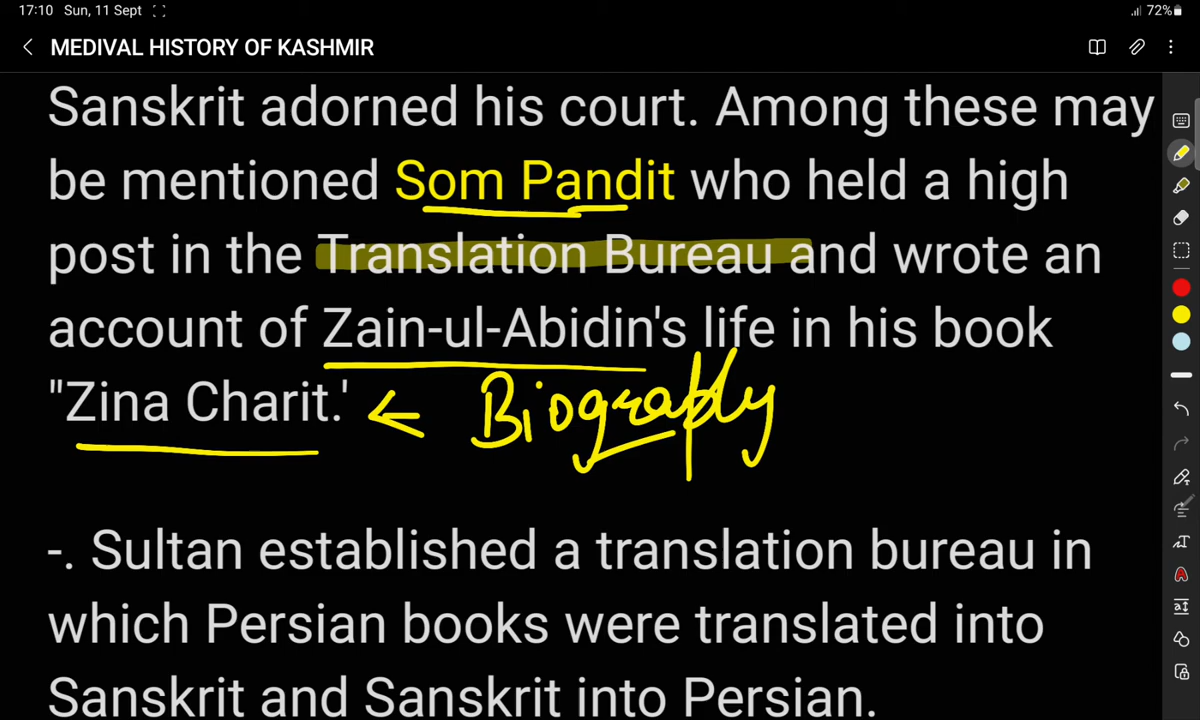 17:10 Sun, 11 Sept 72%
MEDIVAL HISTORY OF KASHMIR
Sanskrit adorned his court. Among these may
be mentioned Som Pandit who held a high
post in the Translation Bureau and wrote an
account of Zain-ul-Abidin's life in his book
"Zina Charit.' < Biography
-. Sultan established a translation bureau in
which Persian books were translated into
Sanskrit and Sanskrit into Persian.